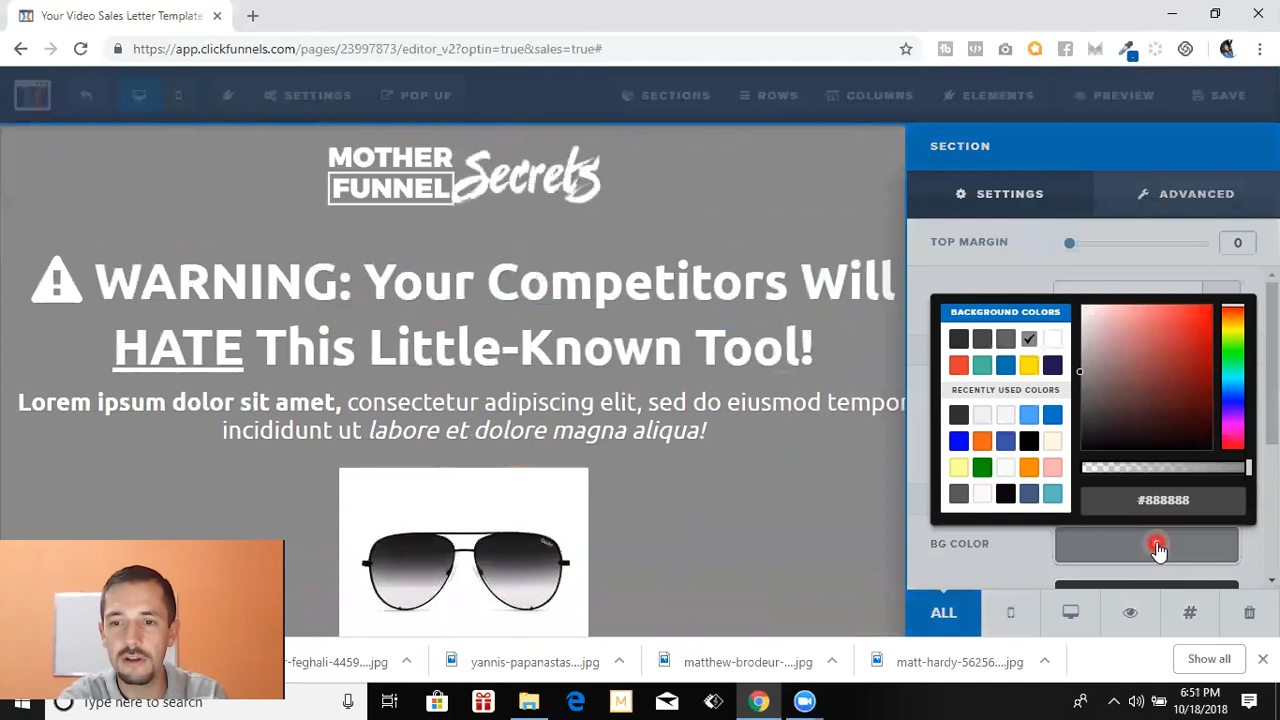 Your Video Sales Letter Template
https://app.clickfunnels.com/pages/23997873/editor_v2?optin=true&sales=true#
SETTINGS
POP UP
SECTIONS
ROWS
COLUMNS
ELEMENTS
PREVIEW
SAVE
MOTHER
FUNNEL
Secrets
WARNING: Your Competitors Will
HATE This Little-Known Tool!
Lorem ipsum dolor sit amet, consectetur adipiscing elit, sed do eiusmod tempor
incididunt ut labore et dolore magna aliqua!
SECTION
SETTINGS
ADVANCED
TOP MARGIN
0
BACKGROUND COLORS
RECENTLY USED COLORS
#888888
BG COLOR
ALL
r-feghali-4459....jpg
yannis-papanastas....jpg
matthew-brodeur-....jpg
matt-hardy-56256....jpg
Show all
Type here to search
6:51 PM
10/18/2018